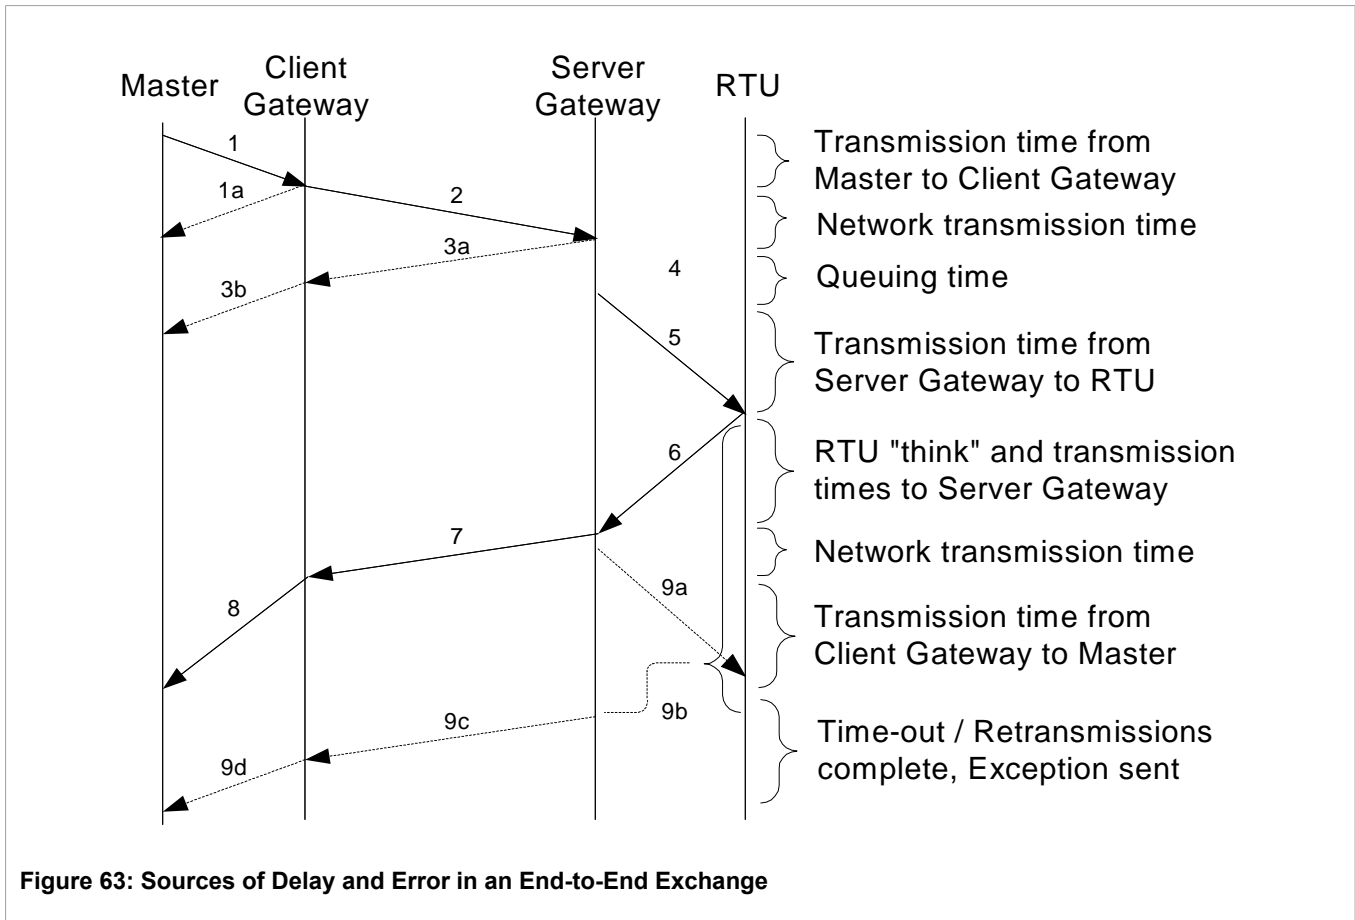 Master
Client
Gateway
Server
Gateway
RTU
1
1a
2
3a
3b
4
5
6
7
8
9a
9b
9c
9d
Transmission time from
Master to Client Gateway
Network transmission time
Queuing time
Transmission time from
Server Gateway to RTU
RTU "think" and transmission
times to Server Gateway
Network transmission time
Transmission time from
Client Gateway to Master
Time-out / Retransmissions
complete, Exception sent
Figure 63: Sources of Delay and Error in an End-to-End Exchange